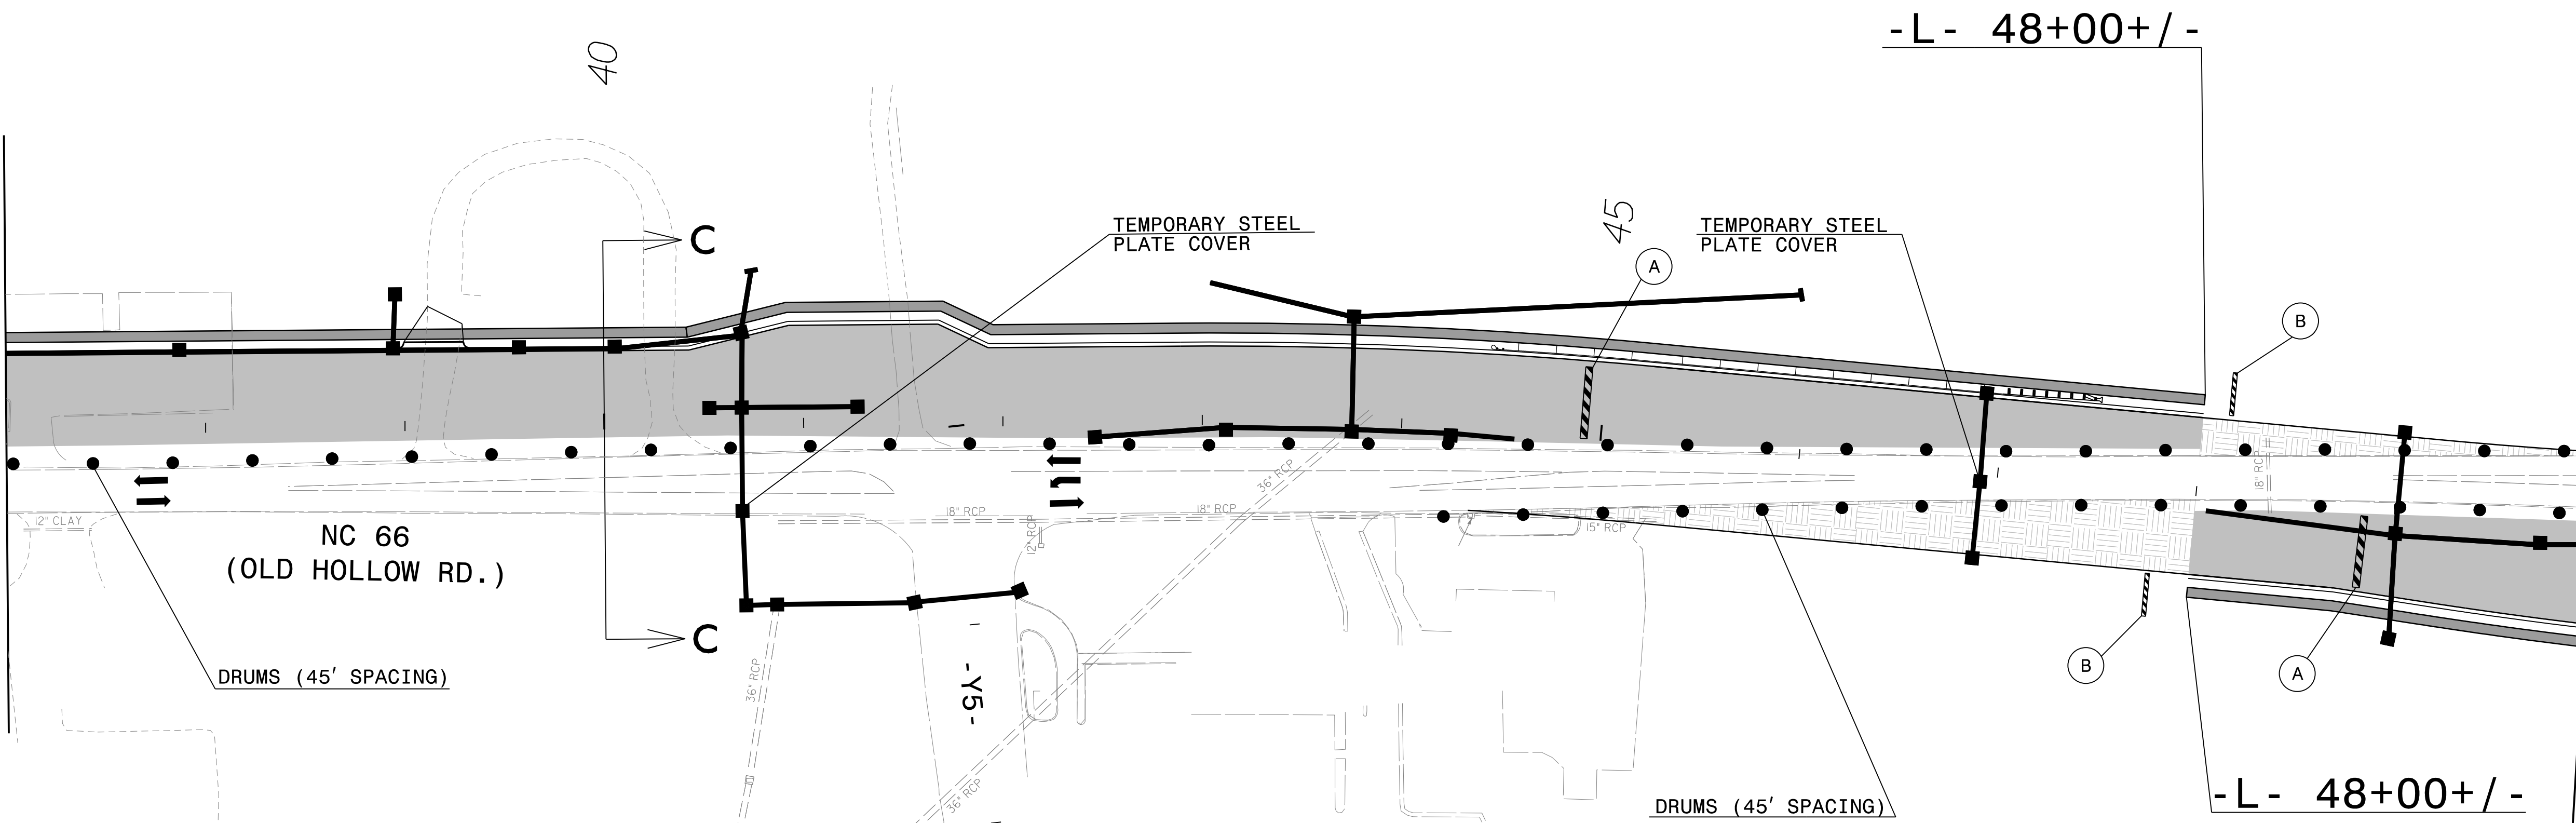 -L- 48+00+/-
40
45
C
TEMPORARY STEEL
PLATE COVER
TEMPORARY STEEL
PLATE COVER
A
B
36" RCP
18" RCP
12" CLAY
18" RCP
18" RCP
12" RCP
15" RCP
NC 66
(OLD HOLLOW RD.)
C
DRUMS (45' SPACING)
36" RCP
-Y5-
B
A
36" RCP
DRUMS (45' SPACING)
-L- 48+00+/-